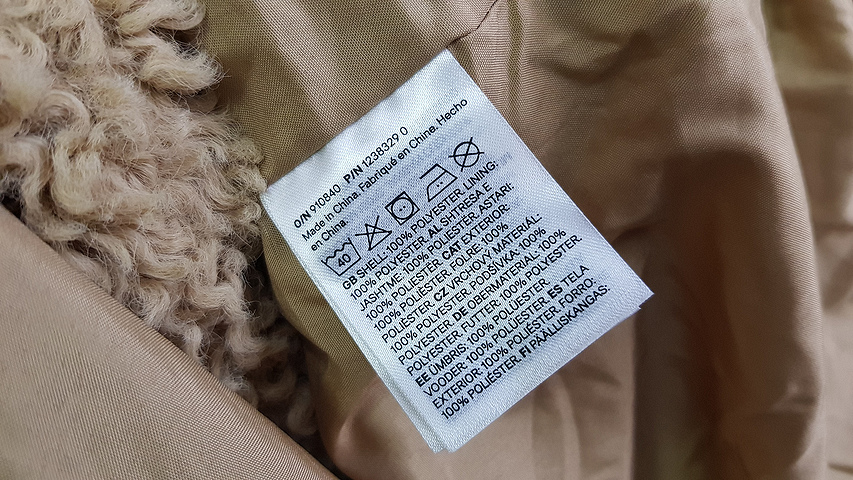 O/N 910840 P/N 1238329 0
Made in China. Fabriqué en China. Hecho
en China.
40
GB SHELL: 100% POLYESTER. LINING:
100% POLYESTER. AL SHTRESA E
JASHTME: 100% POLIESTER. ASTARI:
100% POLIESTER. CAT EXTERIOR:
100% POLIÈSTER. FOLRE: 100%
POLIÈSTER. CZ VRCHOVÝ MATERIÁL:
100% POLYESTER. PODŠÍVKA: 100%
POLYESTER. DE OBERMATERIAL: 100%
POLYESTER. FUTTER: 100% POLYESTER.
EE ÜMBRIS: 100% POLÜESTER.
VOODER: 100% POLÜESTER. ES TELA
EXTERIOR: 100% POLIÉSTER. FORRO:
100% POLIÉSTER. FI PÄÄLLISKANGAS: